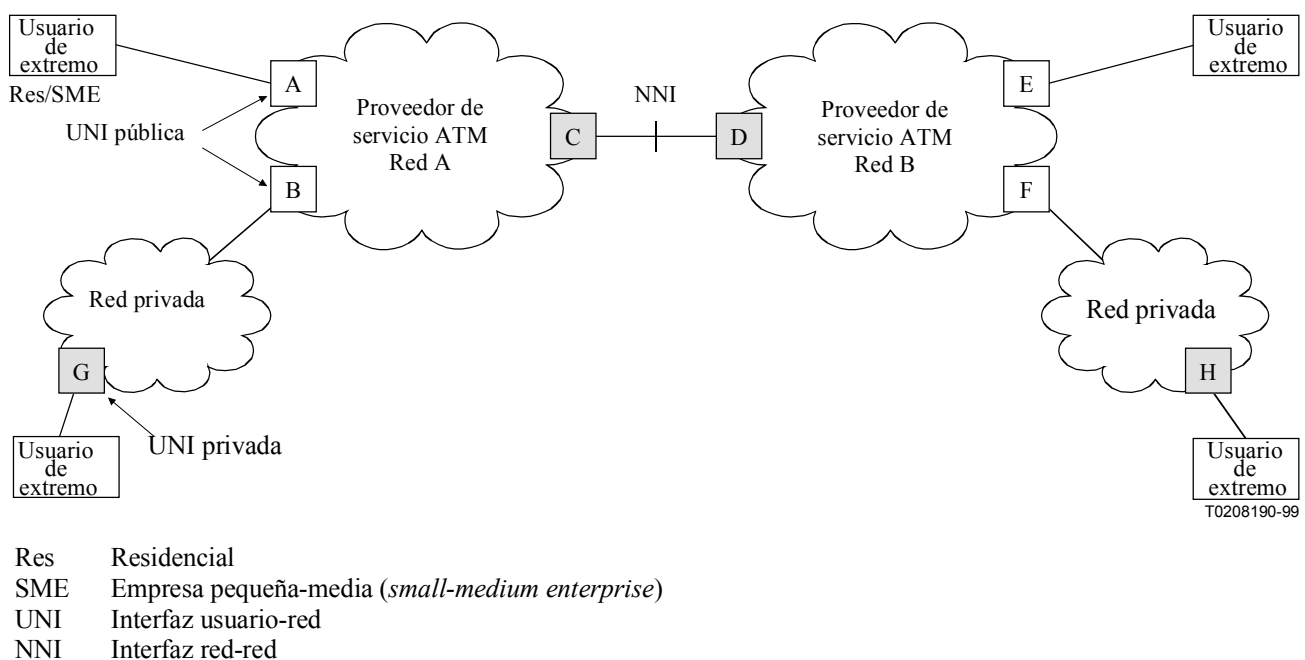 Usuario
de
extremo
Res/SME
UNI pública
A
B
Proveedor de
servicio ATM
Red A
C
NNI
D
Proveedor de
servicio ATM
Red B
E
F
Usuario
de
extremo
Red privada
G
UNI privada
Usuario
de
extremo
Red privada
H
Usuario
de
extremo
T0208190-99
Res Residencial
SME Empresa pequeña-media (small-medium enterprise)
UNI Interfaz usuario-red
NNI Interfaz red-red